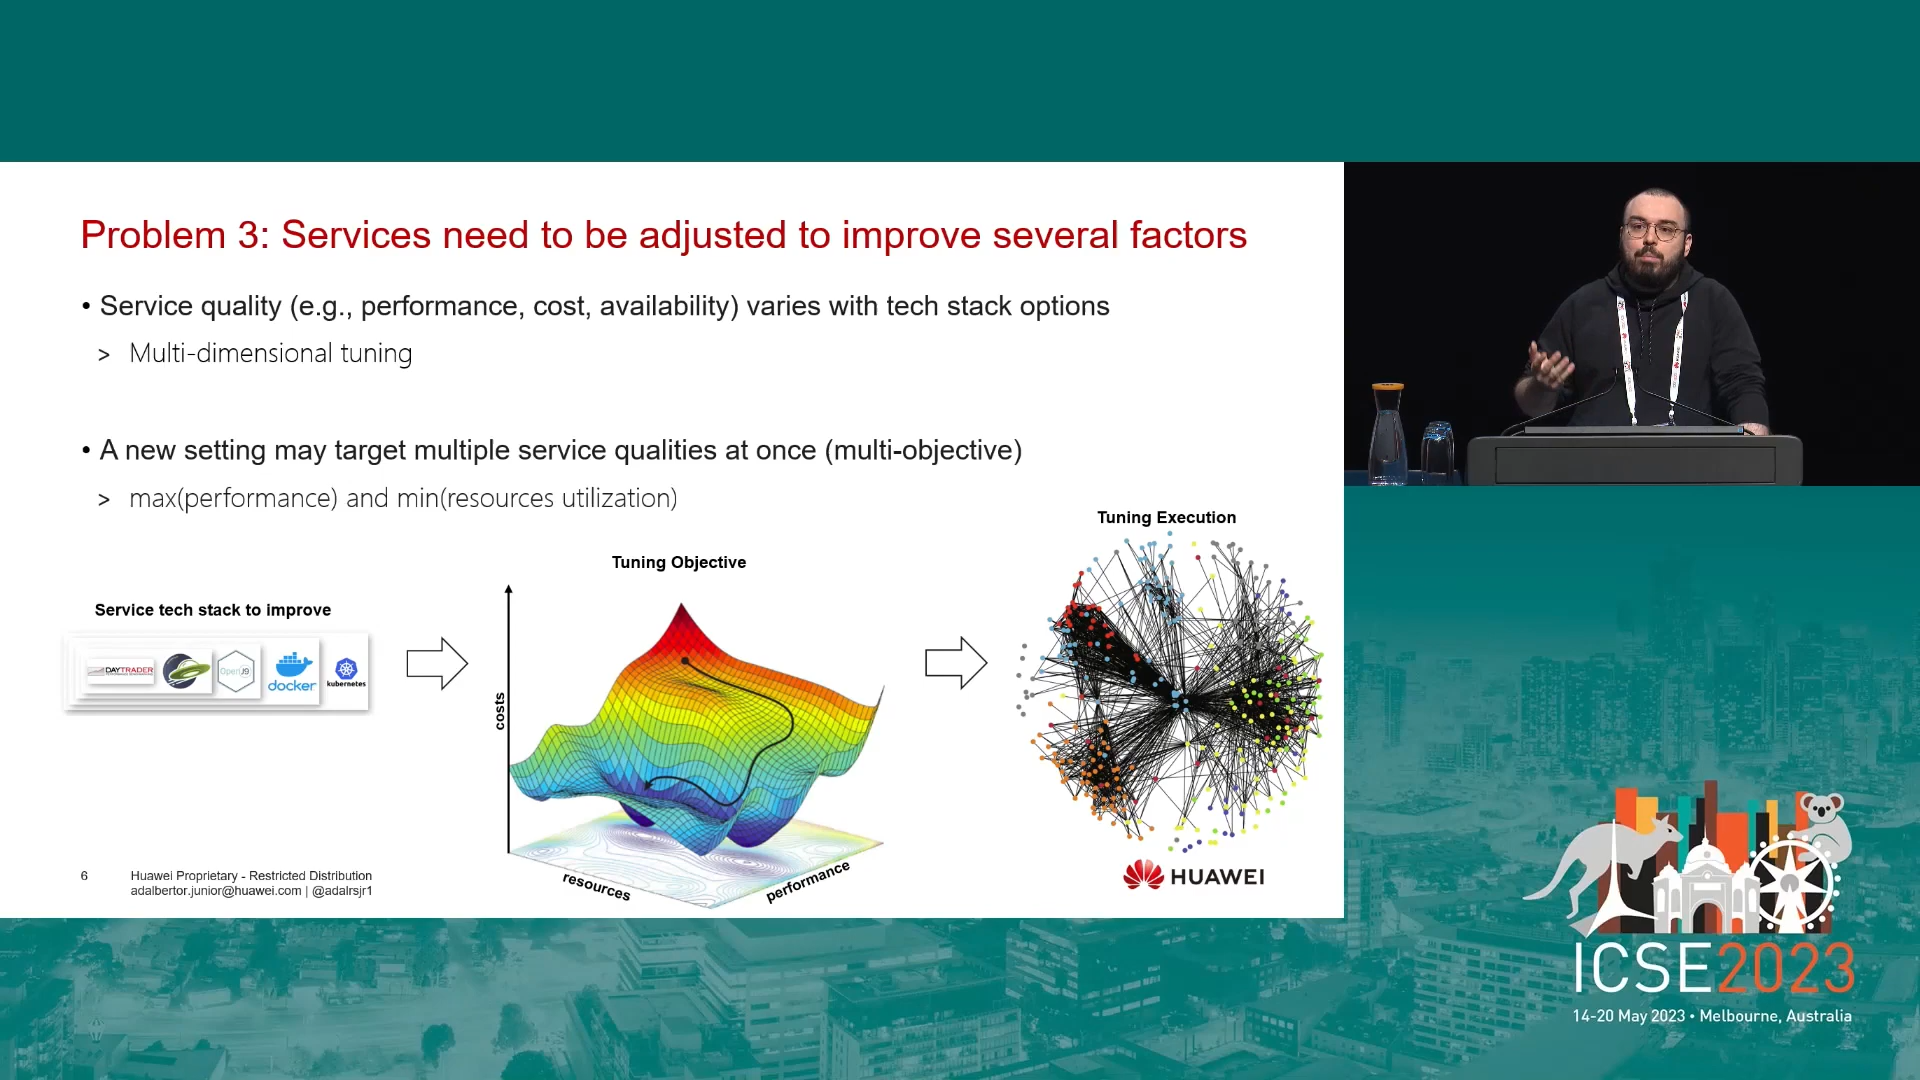 Problem 3: Services need to be adjusted to improve several factors
• Service quality (e.g., performance, cost, availability) varies with tech stack options
> Multi-dimensional tuning
• A new setting may target multiple service qualities at once (multi-objective)
> max(performance) and min(resources utilization)
Service tech stack to improve
DAYTRADER
OpenJ9
docker
kubernetes
Tuning Objective
costs
resources
performance
Tuning Execution
6
Huawei Proprietary - Restricted Distribution
adalbertor.junior@huawei.com | @adalrsjr1
HUAWEI
ICSE2023
14-20 May 2023 • Melbourne, Australia